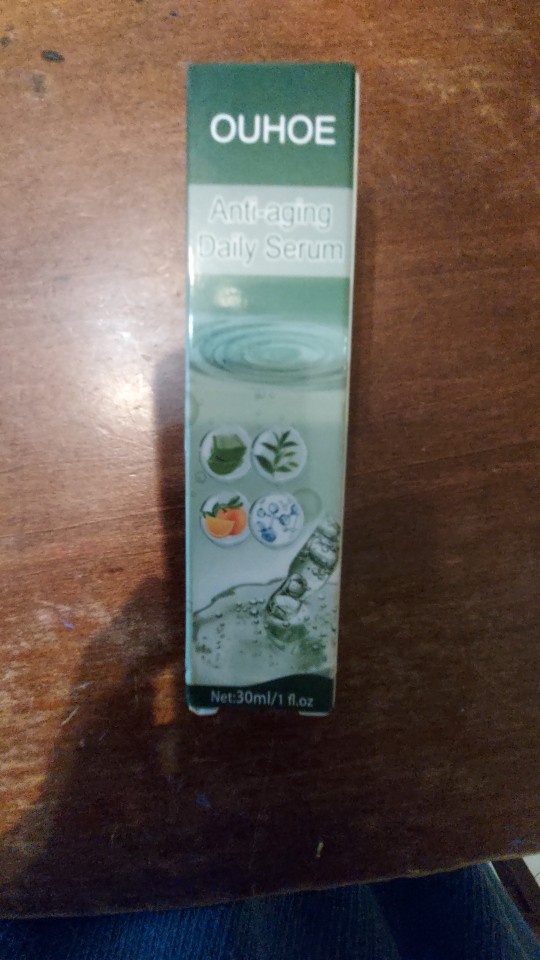 OUHOE
Anti-aging
Daily Serum
Net:30ml/1 fl.oz